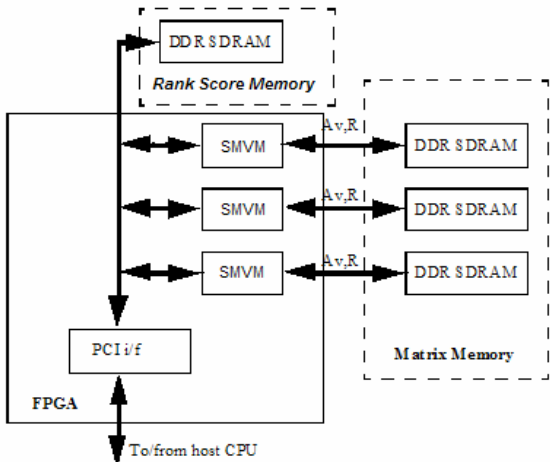 DDR SDRAM
Rank Score Memory
SMVM
Av,R
DDR SDRAM
SMVM
Av,R
DDR SDRAM
SMVM
Av,R
DDR SDRAM
PCI i/f
Matrix Memory
FPGA
To/from host CPU